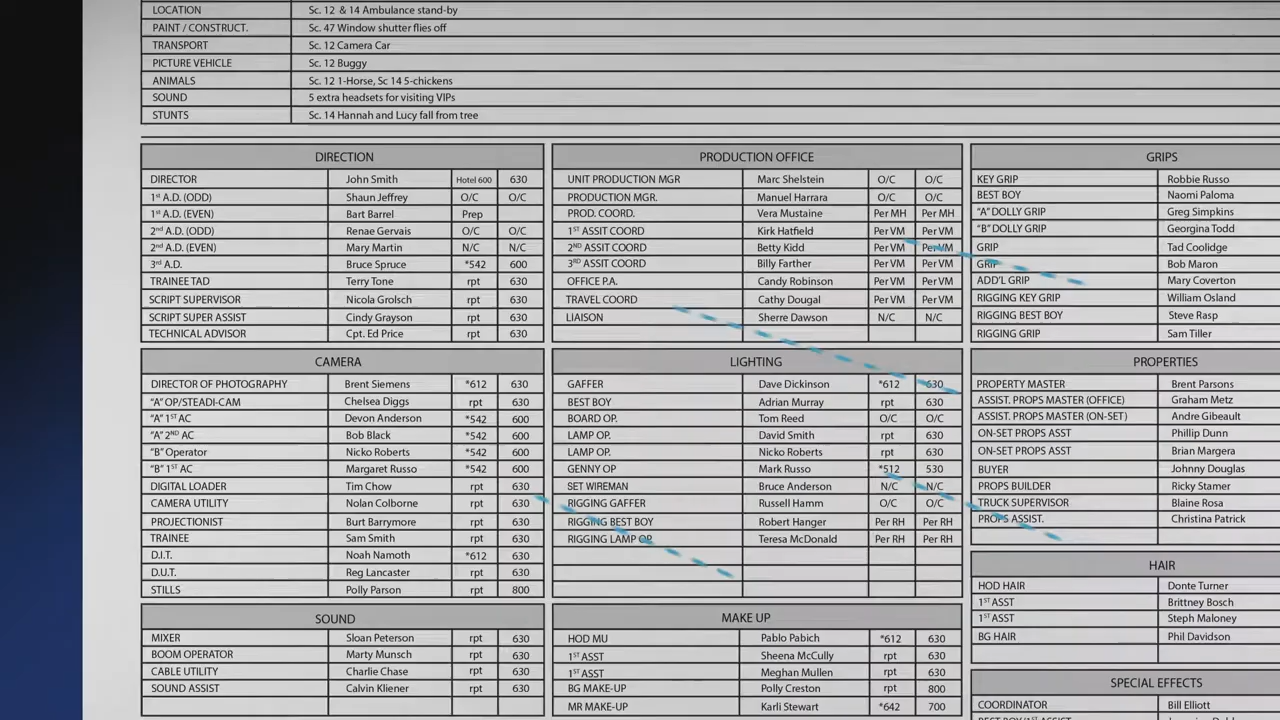 LOCATION Sc. 12 & 14 Ambulance stand-by
PAINT / CONSTRUCT. Sc. 47 Window shutter flies off
TRANSPORT Sc. 12 Camera Car
PICTURE VEHICLE Sc. 12 Buggy
ANIMALS Sc. 12 1-Horse, Sc 14 5-chickens
SOUND 5 extra headsets for visiting VIPs
STUNTS Sc. 14 Hannah and Lucy fall from tree
DIRECTION
DIRECTOR John Smith Hotel 600 630
1st A.D. (ODD) Shaun Jeffrey O/C O/C
1st A.D. (EVEN) Bart Barrel Prep
2nd A.D. (ODD) Renae Gervais O/C O/C
2nd A.D. (EVEN) Mary Martin N/C N/C
3rd A.D. Bruce Spruce *542 600
TRAINEE TAD Terry Tone rpt 630
SCRIPT SUPERVISOR Nicola Grolsch rpt 630
SCRIPT SUPER ASSIST Cindy Grayson rpt 630
TECHNICAL ADVISOR Cpt. Ed Price rpt 630
PRODUCTION OFFICE
UNIT PRODUCTION MGR Marc Shelstein O/C O/C
PRODUCTION MGR. Manuel Harrara O/C O/C
PROD. COORD. Vera Mustaine Per MH Per MH
1ST ASSIT COORD Kirk Hatfield Per VM Per VM
2ND ASSIT COORD Betty Kidd Per VM Per VM
3RD ASSIT COORD Billy Farther Per VM Per VM
OFFICE P.A. Candy Robinson Per VM Per VM
TRAVEL COORD Cathy Dougal Per VM Per VM
LIAISON Sherre Dawson N/C N/C
GRIPS
KEY GRIP Robbie Russo
BEST BOY Naomi Paloma
"A" DOLLY GRIP Greg Simpkins
"B" DOLLY GRIP Georgina Todd
GRIP Tad Coolidge
GRIP Bob Maron
ADD'L GRIP Mary Coverton
RIGGING KEY GRIP William Osland
RIGGING BEST BOY Steve Rasp
RIGGING GRIP Sam Tiller
CAMERA
DIRECTOR OF PHOTOGRAPHY Brent Siemens *612 630
"A" OP/STEADI-CAM Chelsea Diggs rpt 630
"A" 1ST AC Devon Anderson *542 600
"A" 2ND AC Bob Black *542 600
"B" Operator Nicko Roberts *542 600
"B" 1ST AC Margaret Russo *542 600
DIGITAL LOADER Tim Chow rpt 630
CAMERA UTILITY Nolan Colborne rpt 630
PROJECTIONIST Burt Barrymore rpt 630
TRAINEE Sam Smith rpt 630
D.I.T. Noah Namoth *612 630
D.U.T. Reg Lancaster rpt 630
STILLS Polly Parson rpt 800
LIGHTING
GAFFER Dave Dickinson *612 630
BEST BOY Adrian Murray rpt 630
BOARD OP. Tom Reed O/C O/C
LAMP OP. David Smith rpt 630
LAMP OP. Nicko Roberts rpt 630
GENNY OP Mark Russo *512 530
SET WIREMAN Bruce Anderson N/C N/C
RIGGING GAFFER Russell Hamm O/C O/C
RIGGING BEST BOY Robert Hanger Per RH Per RH
RIGGING LAMP OP. Teresa McDonald Per RH Per RH
PROPERTIES
PROPERTY MASTER Brent Parsons
ASSIST. PROPS MASTER (OFFICE) Graham Metz
ASSIST. PROPS MASTER (ON-SET) Andre Gibeault
ON-SET PROPS ASST Phillip Dunn
ON-SET PROPS ASST Brian Margera
BUYER Johnny Douglas
PROPS BUILDER Ricky Stamer
TRUCK SUPERVISOR Blaine Rosa
PROPS ASSIST. Christina Patrick
SOUND
MIXER Sloan Peterson rpt 630
BOOM OPERATOR Marty Munsch rpt 630
CABLE UTILITY Charlie Chase rpt 630
SOUND ASSIST Calvin Kliener rpt 630
MAKE UP
HOD MU Pablo Pabich *612 630
1ST ASST Sheena McCully rpt 630
1ST ASST Meghan Mullen rpt 630
BG MAKE-UP Polly Creston rpt 800
MR MAKE-UP Karli Stewart *642 700
HAIR
HOD HAIR Donte Turner
1ST ASST Brittney Bosch
1ST ASST Steph Maloney
BG HAIR Phil Davidson
SPECIAL EFFECTS
COORDINATOR Bill Elliott